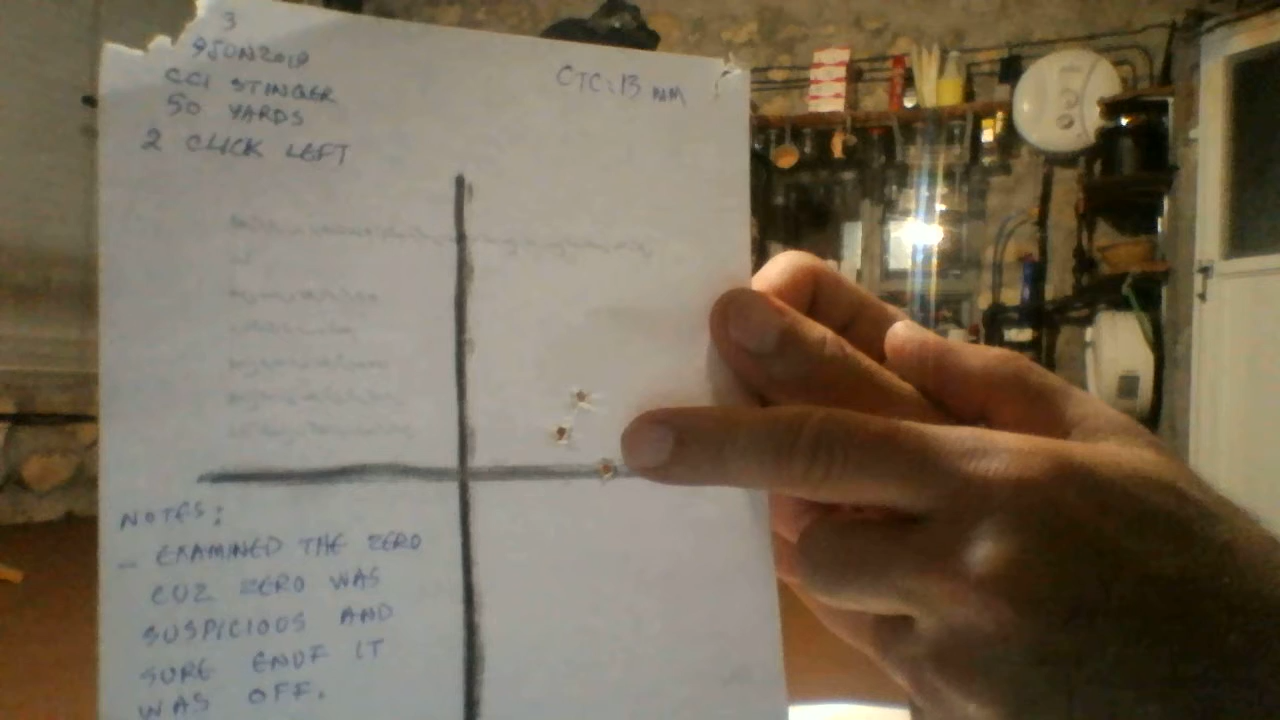 3
9JUN2018
CCI STINGER
50 YARDS
2 CLICK LEFT
CTC: 13 MM
NOTES:
- EXAMINED THE ZERO
CUZ ZERO WAS
SUSPICIOUS AND
SURE ENUF IT
WAS OFF.